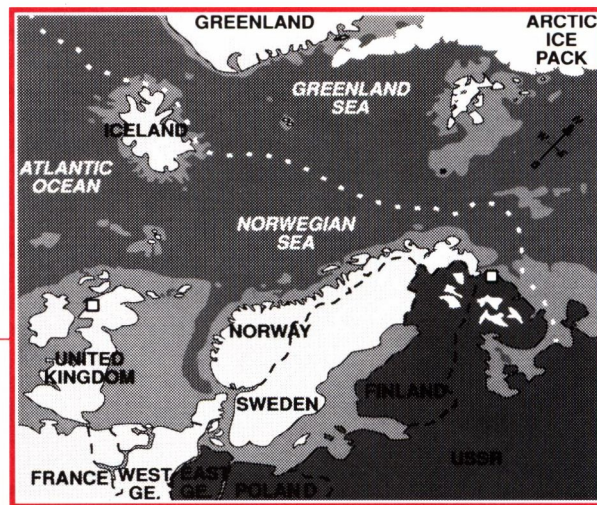 GREENLAND
ARCTIC
ICE
PACK
GREENLAND
SEA
ICELAND
ATLANTIC
OCEAN
NORWEGIAN
SEA
NORWAY
UNITED
KINGDOM
SWEDEN
FINLAND
USSR
FRANCE
WEST
GE.
EAST
GE.
POLAND